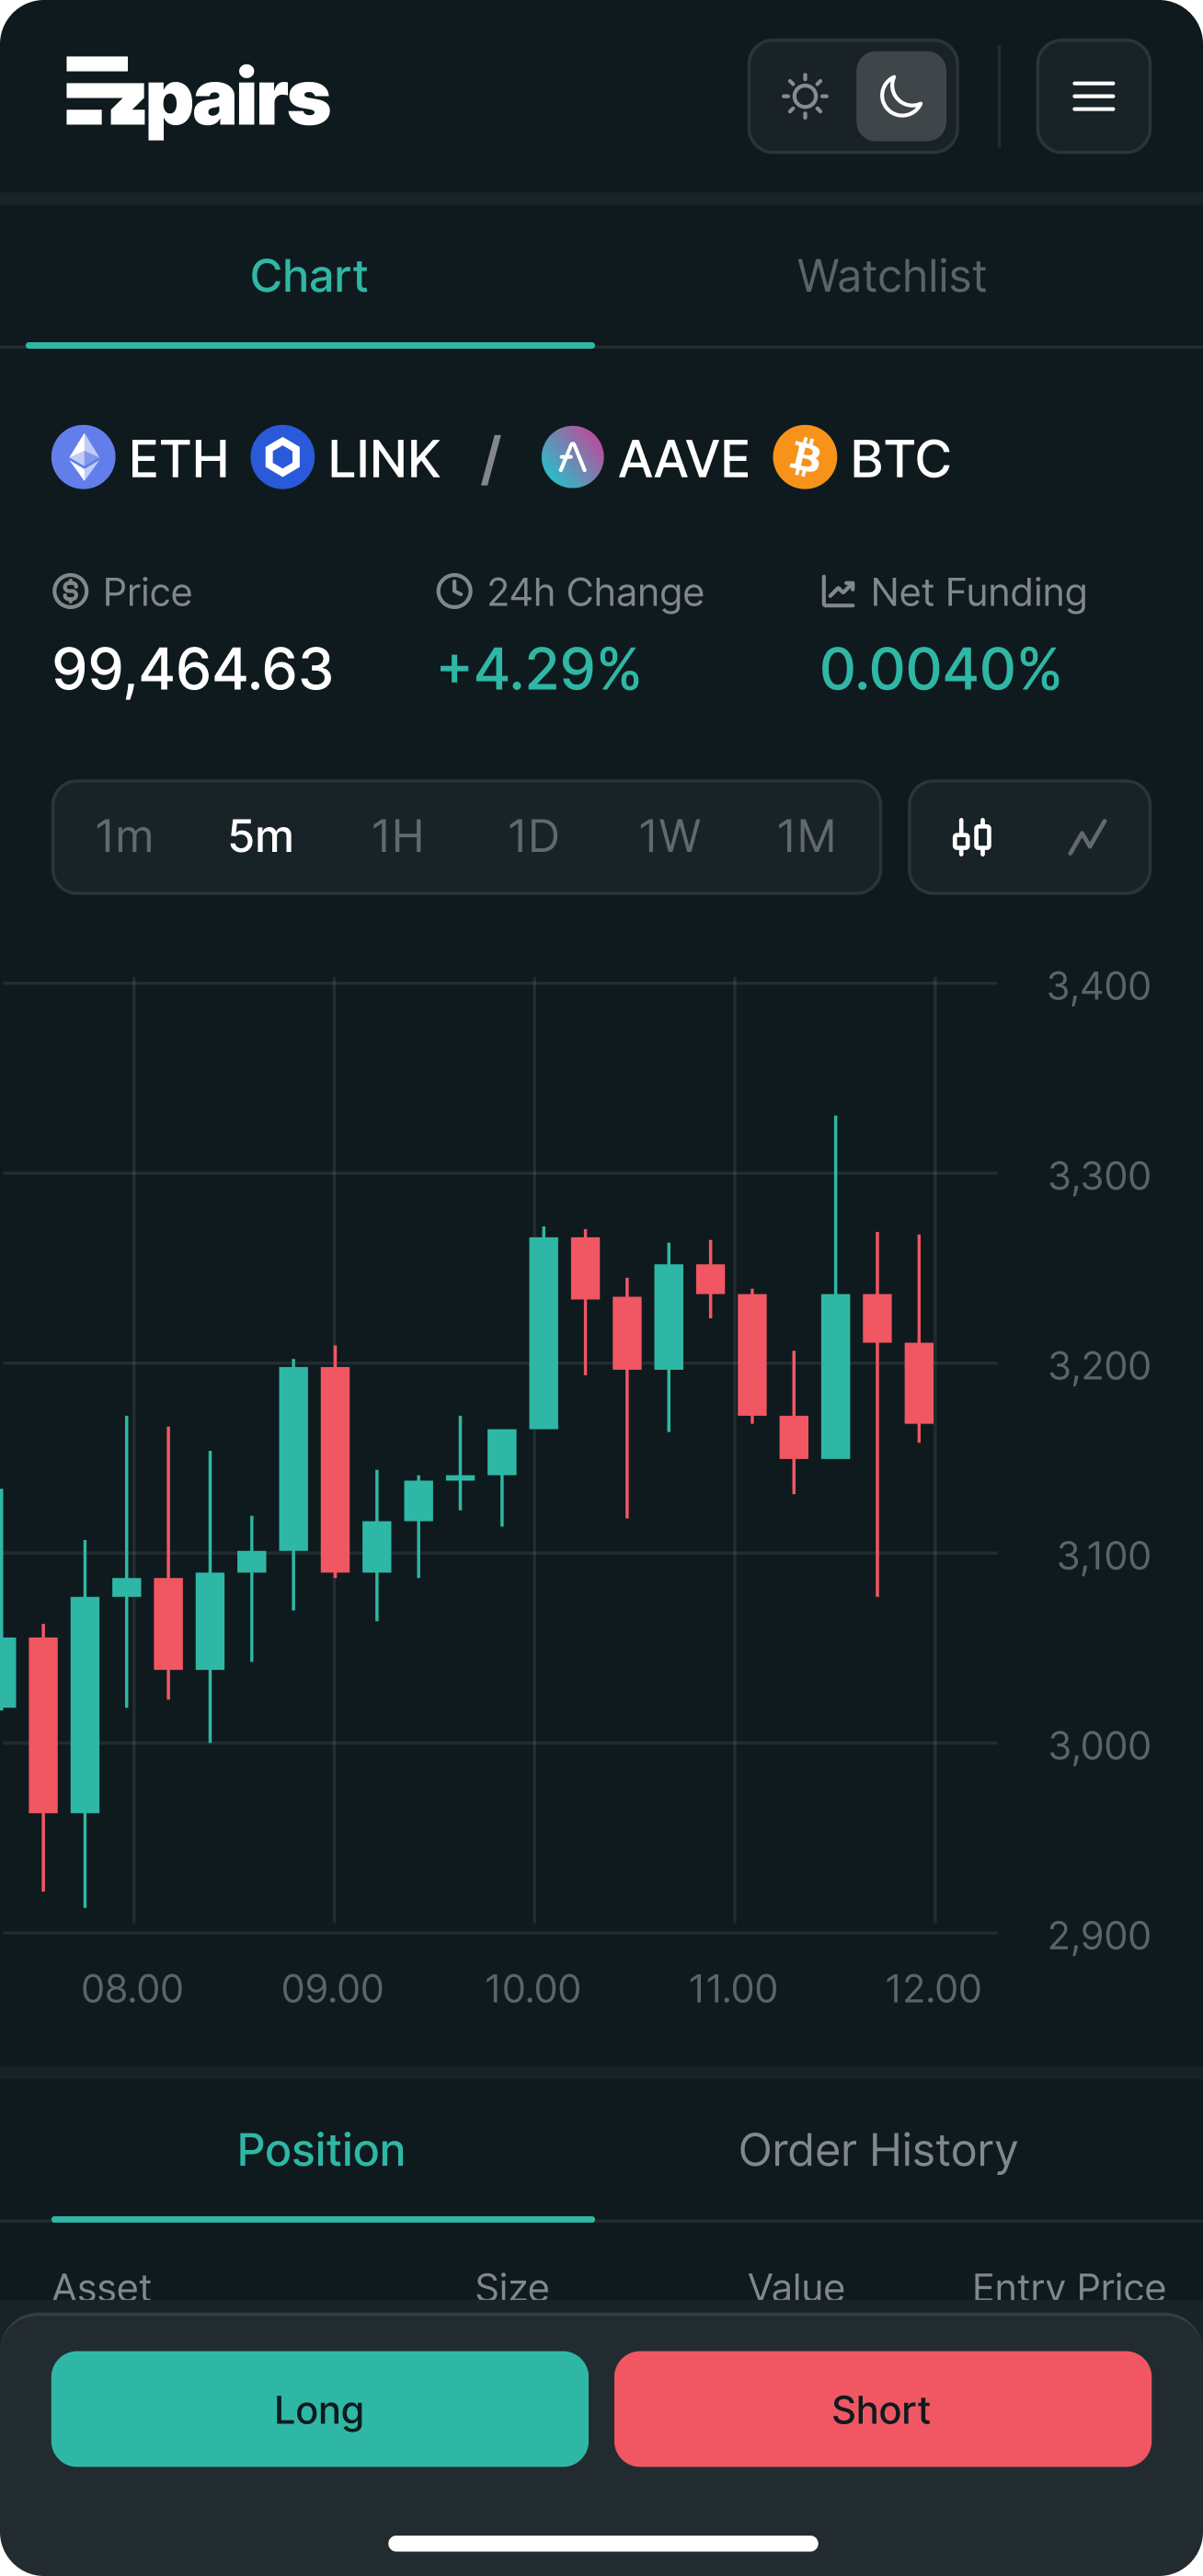 Ezpairs
Chart Watchlist
ETH LINK / AAVE BTC
Price 24h Change Net Funding
99,464.63 +4.29% 0.0040%
1m 5m 1H 1D 1W 1M
3,400
3,300
3,200
3,100
3,000
2,900
08.00 09.00 10.00 11.00 12.00
Position Order History
Asset Size Value Entry Price
Long Short